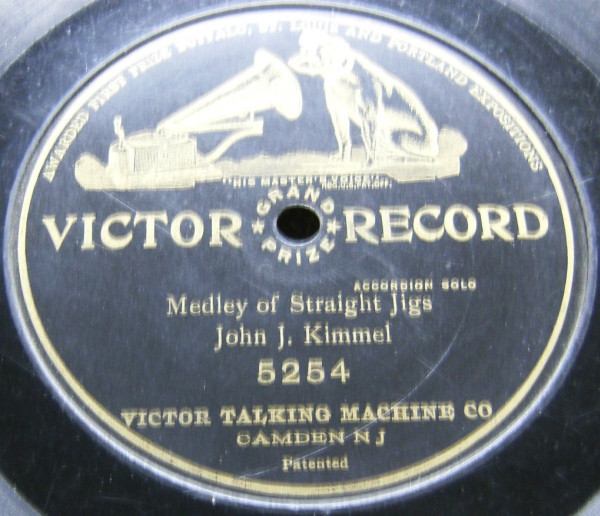 AWARDED FIRST PRIZE BUFFALO, ST. LOUIS AND PORTLAND EXPOSITIONS
"HIS MASTER'S VOICE"
VICTOR RECORD
GRAND
PRIZE
ACCORDION SOLO
Medley of Straight Jigs
John J. Kimmel
5254
VICTOR TALKING MACHINE CO
CAMDEN N J
Patented